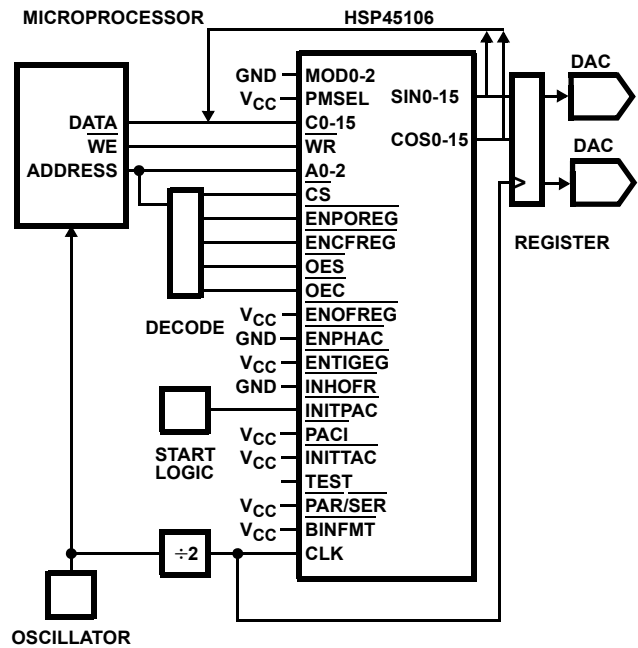 MICROPROCESSOR
HSP45106
DAC
DAC
GND
MOD0-2
VCC
PMSEL
SIN0-15
DATA
C0-15
WE
WR
COS0-15
ADDRESS
A0-2
CS
ENPOREG
ENCFREG
OES
OEC
REGISTER
DECODE
VCC
ENOFREG
GND
ENPHAC
VCC
ENTIGEG
GND
INHOFR
INITPAC
START
LOGIC
VCC
PACI
VCC
INITTAC
TEST
VCC
PAR/SER
VCC
BINFMT
÷2
CLK
>
OSCILLATOR